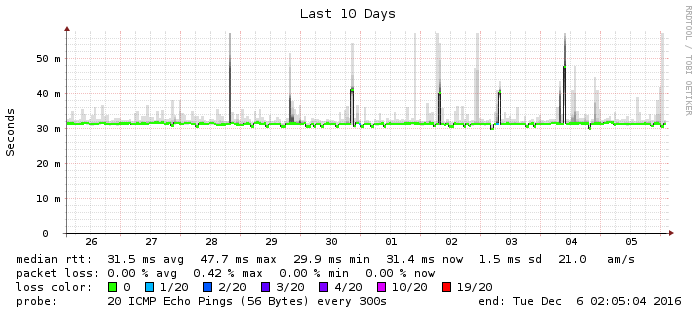 Last 10 Days
RRDTOOL / TOBI OETIKER
Seconds
50 m
40 m
30 m
20 m
10 m
0
26 27 28 29 30 01 02 03 04 05
median rtt: 31.5 ms avg 47.7 ms max 29.9 ms min 31.4 ms now 1.5 ms sd 21.0 am/s
packet loss: 0.00 % avg 0.42 % max 0.00 % min 0.00 % now
loss color: 0 1/20 2/20 3/20 4/20 10/20 19/20
probe: 20 ICMP Echo Pings (56 Bytes) every 300s end: Tue Dec 6 02:05:04 2016